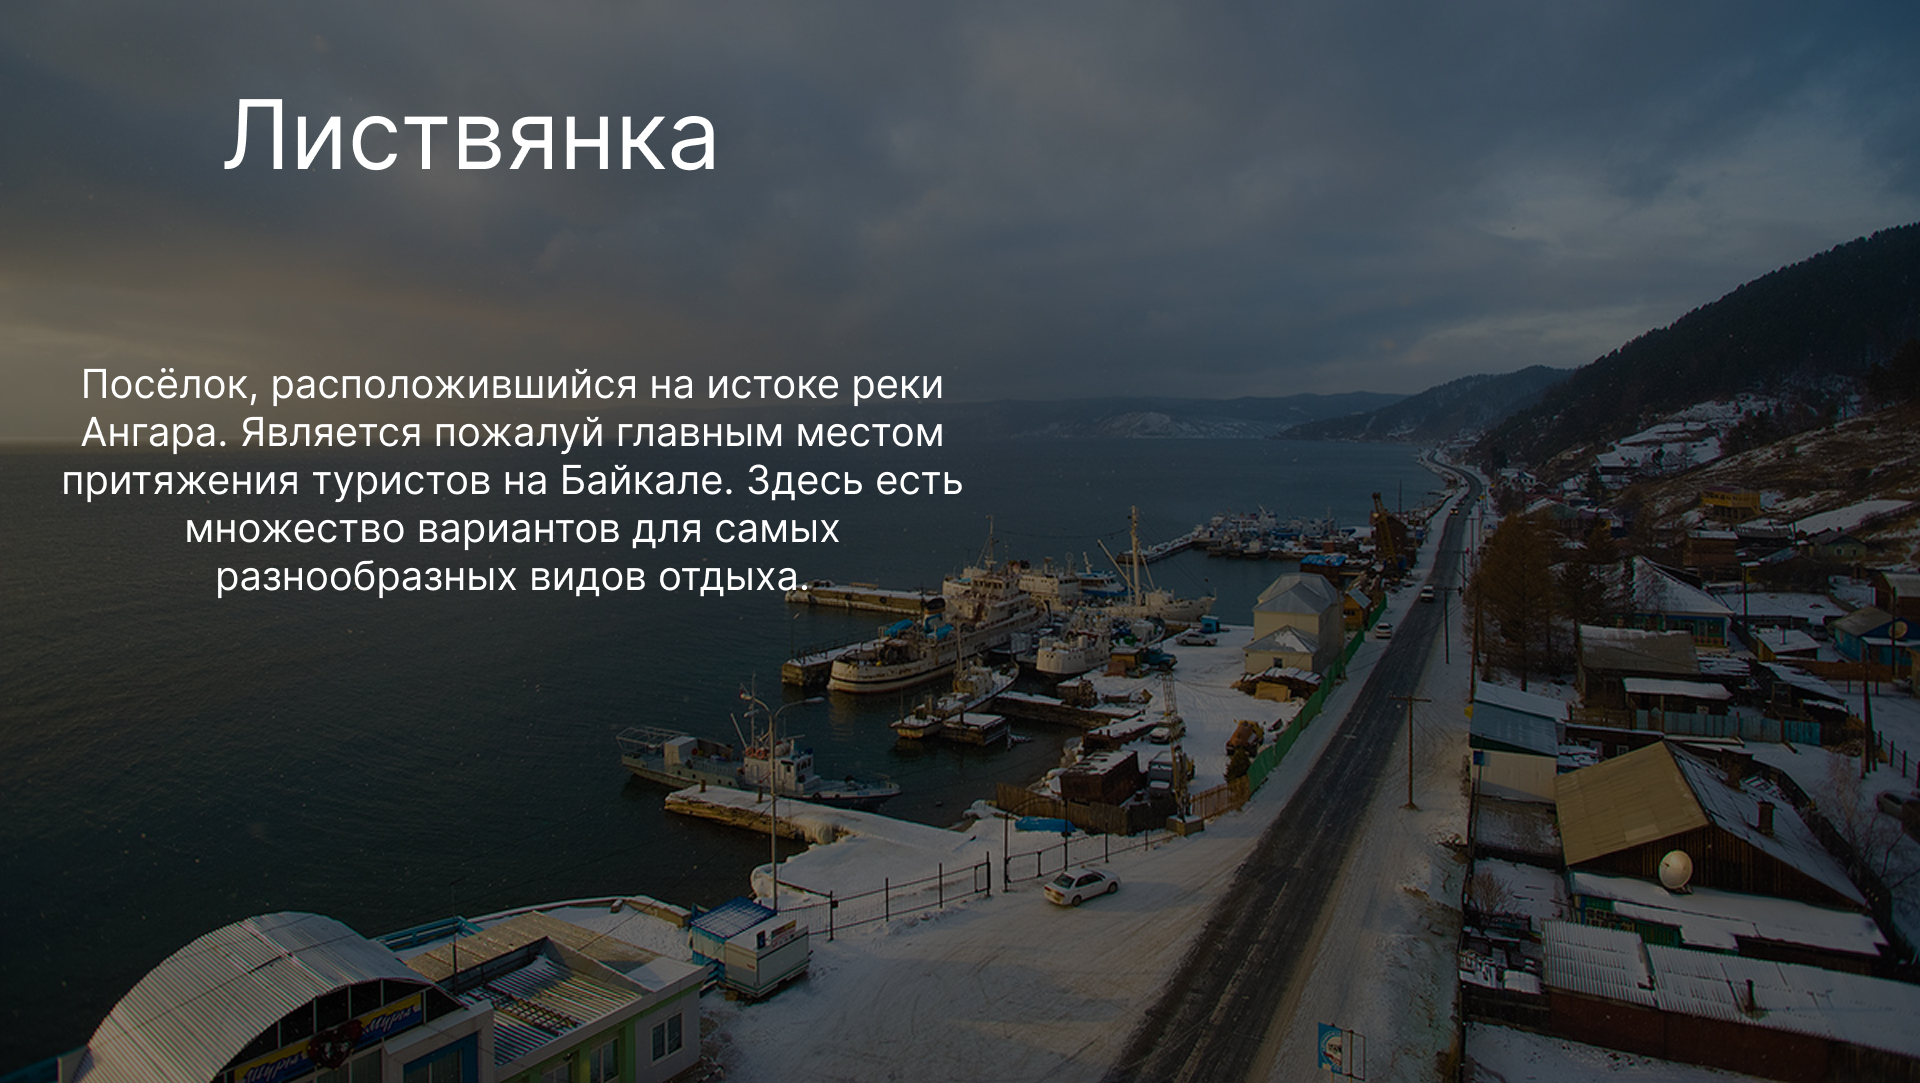 Листвянка
Посёлок, расположившийся на истоке реки
Ангара. Является пожалуй главным местом
притяжения туристов на Байкале. Здесь есть
множество вариантов для самых
разнообразных видов отдыха.